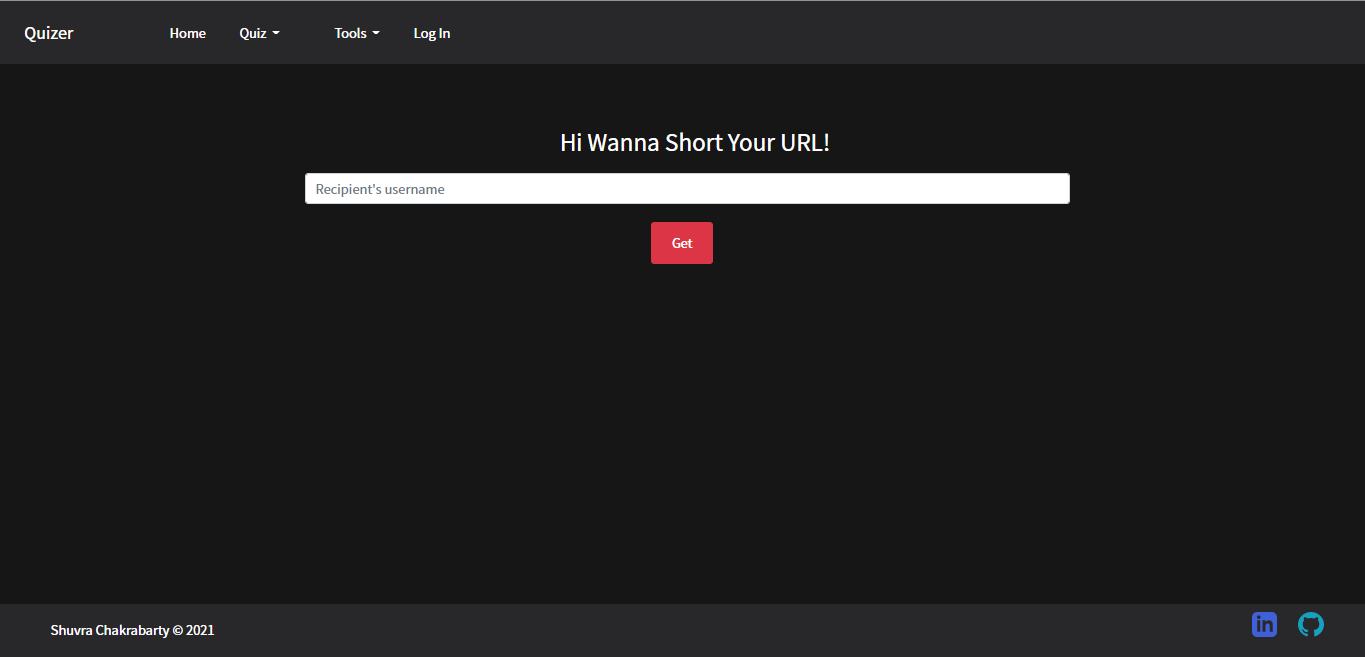 Quizer Home Quiz Tools Log In
Hi Wanna Short Your URL!
Recipient's username
Get
Shuvra Chakrabarty © 2021 in